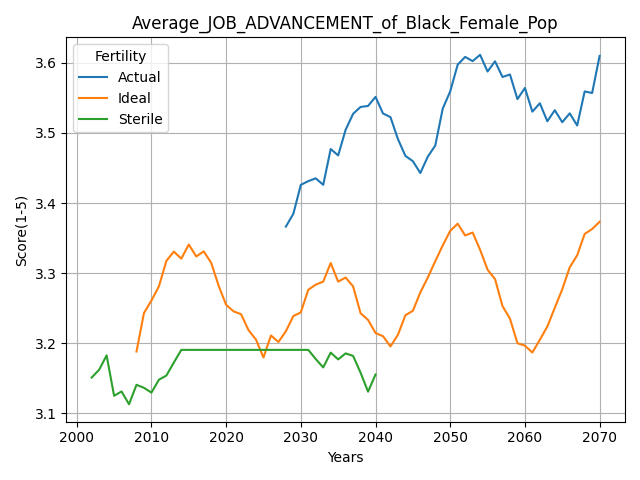 Average_JOB_ADVANCEMENT_of_Black_Female_Pop
Fertility
Actual
Ideal
Sterile
Score(1-5)
3.6
3.5
3.4
3.3
3.2
3.1
2000 2010 2020 2030 2040 2050 2060 2070
Years